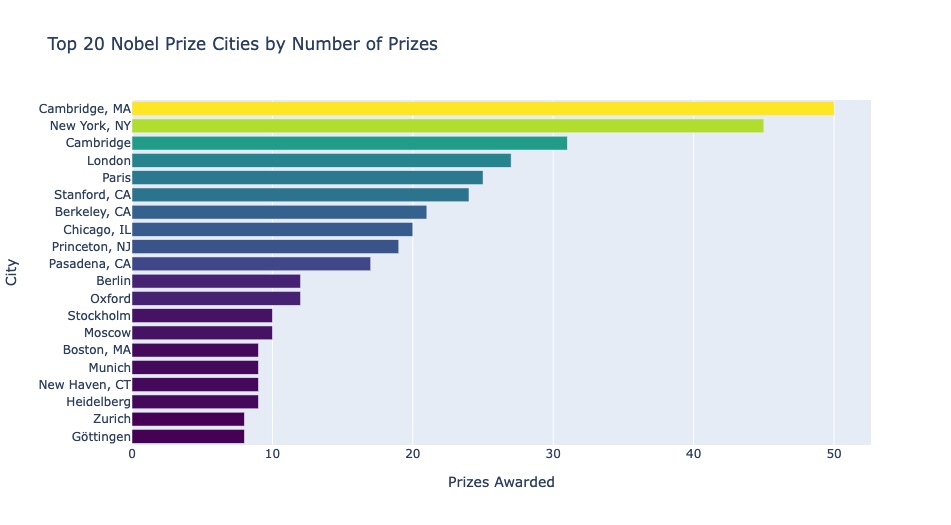 Top 20 Nobel Prize Cities by Number of Prizes
Cambridge, MA
New York, NY
Cambridge
London
Paris
Stanford, CA
Berkeley, CA
Chicago, IL
Princeton, NJ
Pasadena, CA
Berlin
Oxford
Stockholm
Moscow
Boston, MA
Munich
New Haven, CT
Heidelberg
Zurich
Göttingen
City
0 10 20 30 40 50
Prizes Awarded